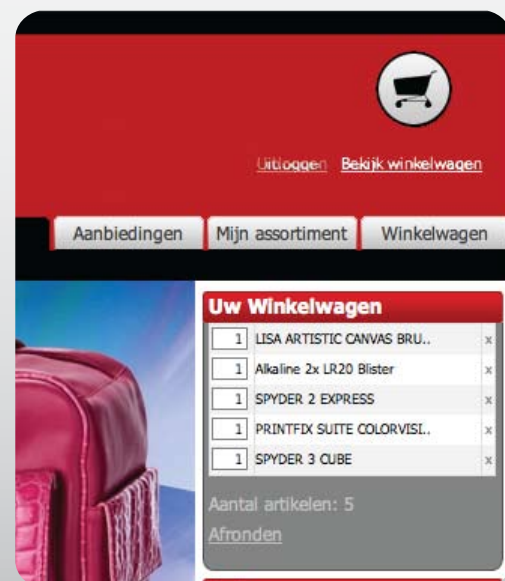 Uitloggen Bekijk winkelwagen
Aanbiedingen Mijn assortiment Winkelwagen
Uw Winkelwagen
1 LISA ARTISTIC CANVAS BRU.. x
1 Alkaline 2x LR20 Blister x
1 SPYDER 2 EXPRESS x
1 PRINTFIX SUITE COLORVISI.. x
1 SPYDER 3 CUBE x
Aantal artikelen: 5
Afronden